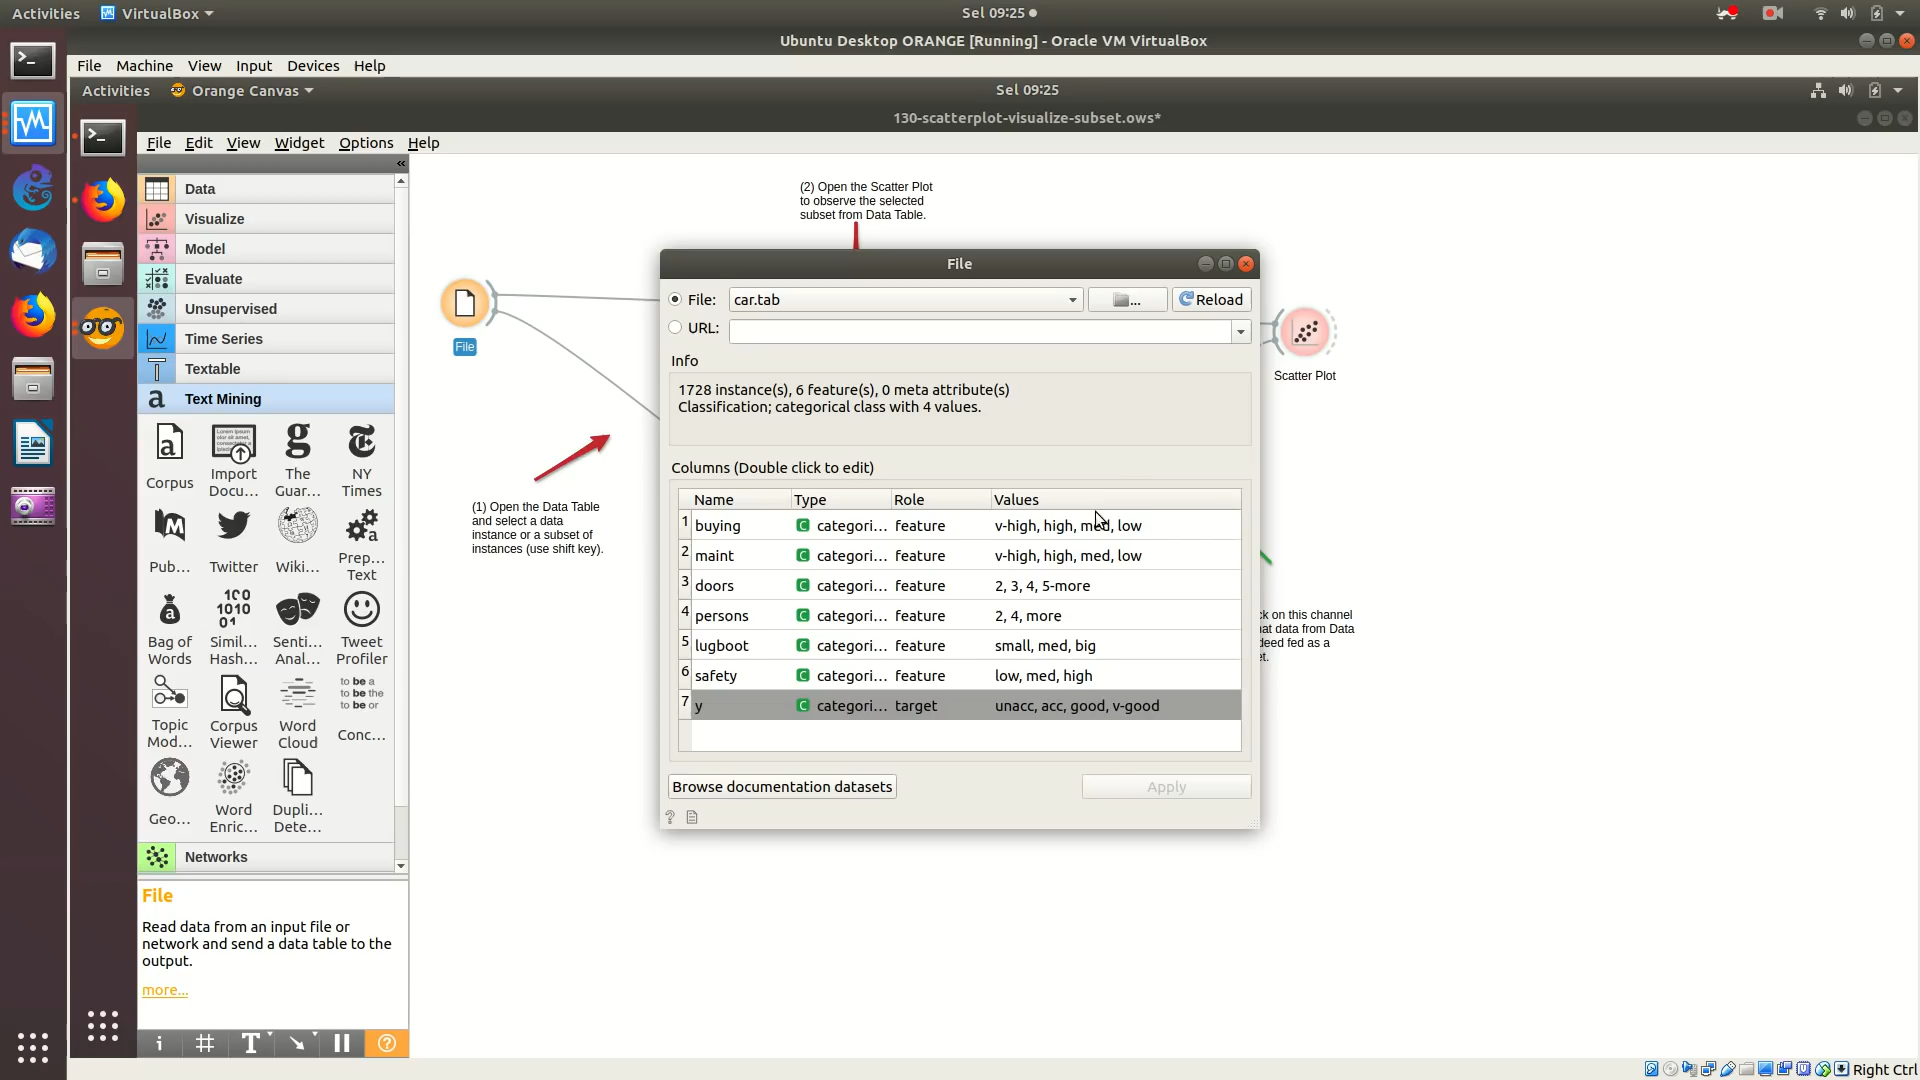 Activities
VirtualBox
Sel 09:25
Ubuntu Desktop ORANGE [Running] - Oracle VM VirtualBox
File Machine View Input Devices Help
Activities
Orange Canvas
Sel 09:25
130-scatterplot-visualize-subset.ows*
File Edit View Widget Options Help
Data
Visualize
Model
Evaluate
Unsupervised
Time Series
Textable
Text Mining
Corpus
Import Docu...
The Guar...
NY Times
Pub...
Twitter
Wiki...
Prep... Text
Bag of Words
Simil... Hash...
Senti... Anal...
Tweet Profiler
Topic Mod...
Corpus Viewer
Word Cloud
Conc...
Geo...
Word Enric...
Dupli... Dete...
Networks
File
Read data from an input file or
network and send a data table to the
output.
more...
(2) Open the Scatter Plot
to observe the selected
subset from Data Table.
File
(1) Open the Data Table
and select a data
instance or a subset of
instances (use shift key).
Scatter Plot
ck on this channel
at data from Data
deed fed as a
et.
File
File: car.tab ... Reload
URL:
Info
1728 instance(s), 6 feature(s), 0 meta attribute(s)
Classification; categorical class with 4 values.
Columns (Double click to edit)
Name Type Role Values
1 buying C categori... feature v-high, high, med, low
2 maint C categori... feature v-high, high, med, low
3 doors C categori... feature 2, 3, 4, 5-more
4 persons C categori... feature 2, 4, more
5 lugboot C categori... feature small, med, big
6 safety C categori... feature low, med, high
7 y C categori... target unacc, acc, good, v-good
Browse documentation datasets
Apply
Right Ctrl